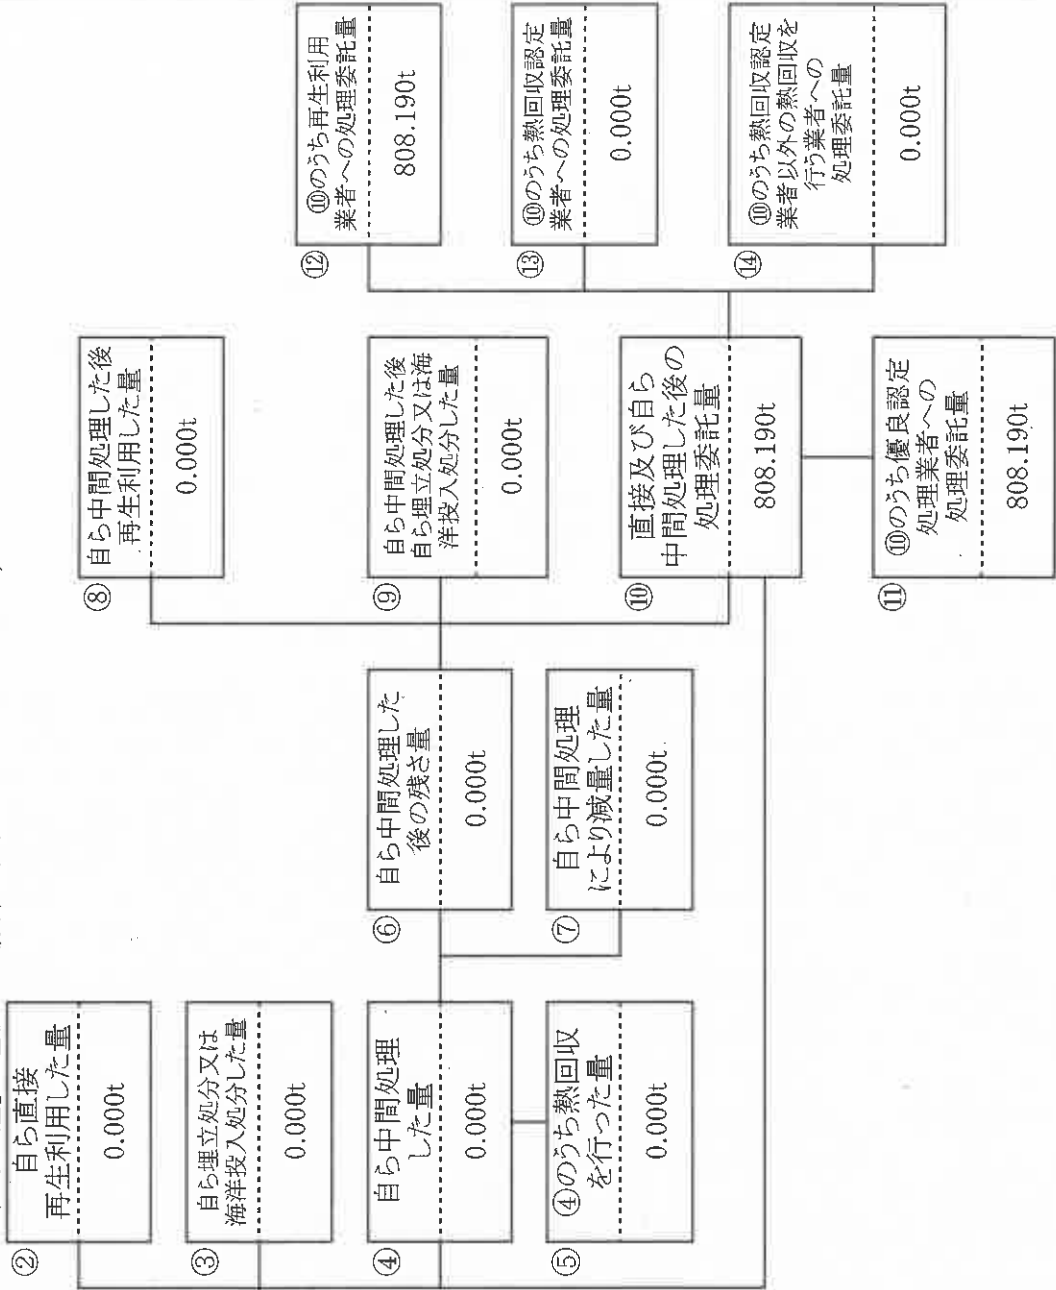 ②
自ら直接
再生利用した量
0.000t
③
自ら埋立処分又は
海洋投入処分した量
0.000t
④
自ら中間処理
した量
0.000t
⑤
④のうち熱回収
を行った量
0.000t
⑥
自ら中間処理した
後の残さ量
0.000t
⑦
自ら中間処理
により減量した量
0.000t
⑧
自ら中間処理した後
再生利用した量
0.000t
⑨
自ら中間処理した後
自ら埋立処分又は海
洋投入処分した量
0.000t
⑩
直接及び自ら
中間処理した後の
処理委託量
808.190t
⑪
⑩のうち優良認定
処理業者への
処理委託量
808.190t
⑫
⑩のうち再生利用
業者への処理委託量
808.190t
⑬
⑩のうち熱回収認定
業者への処理委託量
0.000t
⑭
⑩のうち熱回収認定
業者以外の熱回収を
行う業者への
処理委託量
0.000t